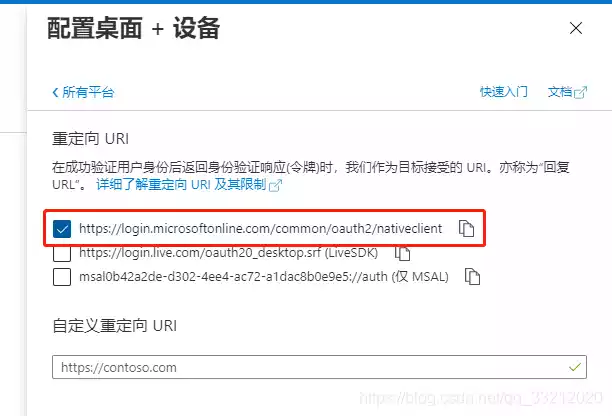 配置桌面 + 设备
所有平台
快速入门
文档
重定向 URI
在成功验证用户身份后返回身份验证响应(令牌)时，我们作为目标接受的 URI。亦称为“回复
URL”。 详细了解重定向 URI 及其限制
https://login.microsoftonline.com/common/oauth2/nativeclient
https://login.live.com/oauth20_desktop.srf (LiveSDK)
msal0b42a2de-d302-4ee4-ac72-a1dac8b0e9e5://auth (仅 MSAL)
自定义重定向 URI
https://contoso.com
https://blog.csdn.net/qq_33212020